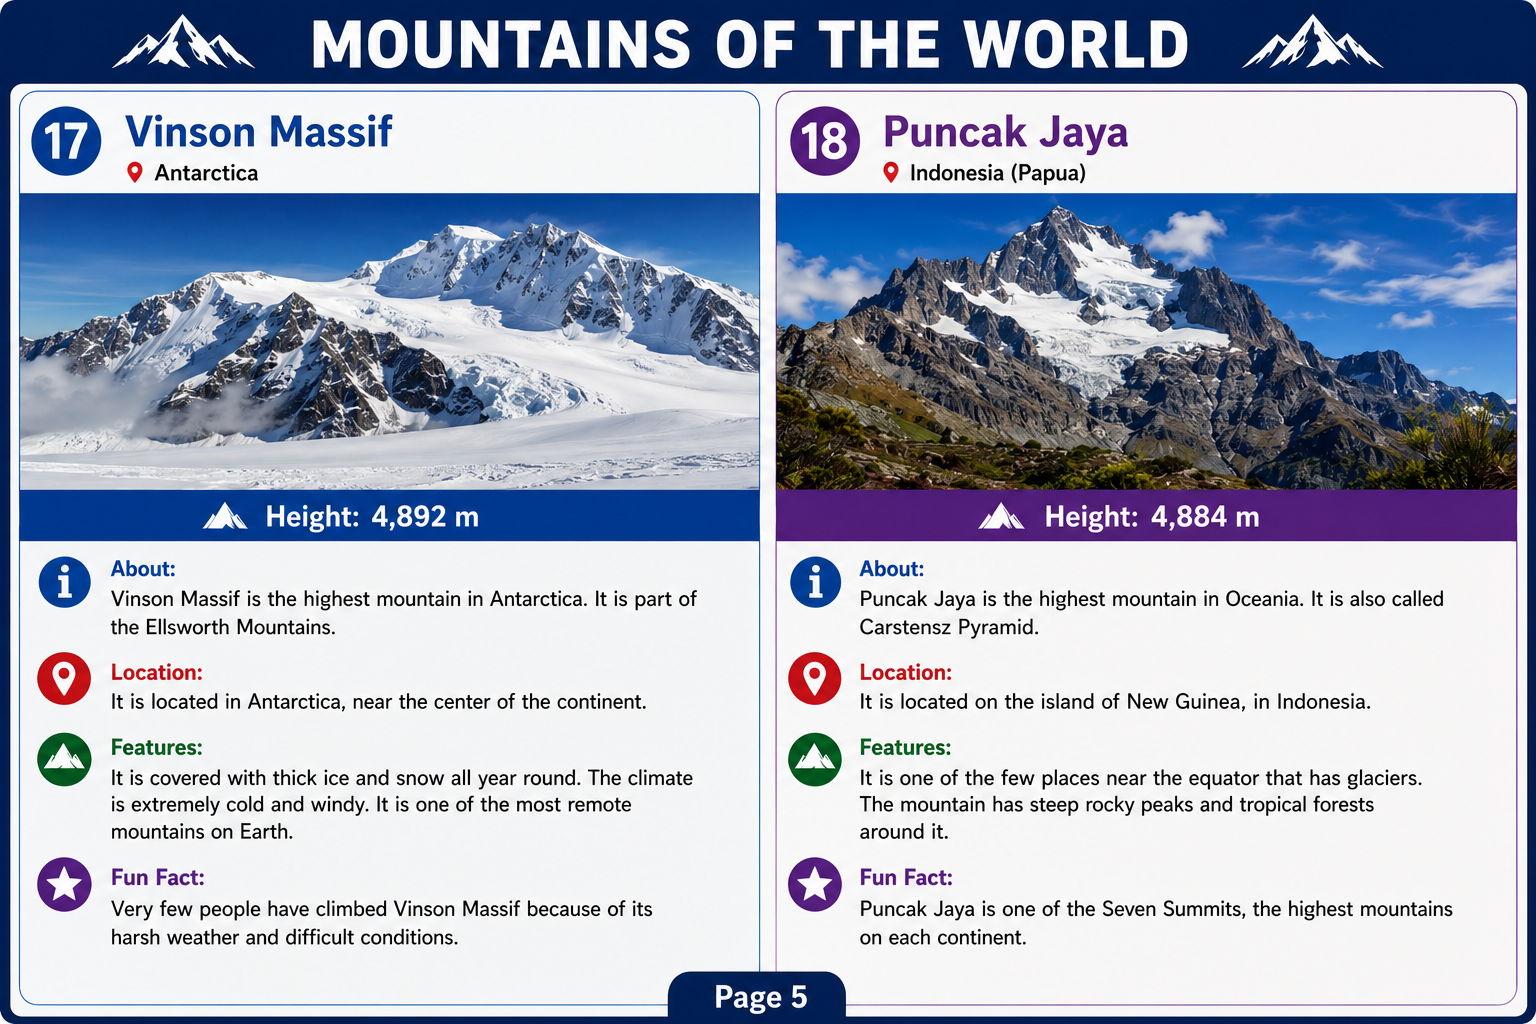 MOUNTAINS OF THE WORLD
17
Vinson Massif
Antarctica
Height: 4,892 m
About:
Vinson Massif is the highest mountain in Antarctica. It is part of
the Ellsworth Mountains.
Location:
It is located in Antarctica, near the center of the continent.
Features:
It is covered with thick ice and snow all year round. The climate
is extremely cold and windy. It is one of the most remote
mountains on Earth.
Fun Fact:
Very few people have climbed Vinson Massif because of its
harsh weather and difficult conditions.
18
Puncak Jaya
Indonesia (Papua)
Height: 4,884 m
About:
Puncak Jaya is the highest mountain in Oceania. It is also called
Carstensz Pyramid.
Location:
It is located on the island of New Guinea, in Indonesia.
Features:
It is one of the few places near the equator that has glaciers.
The mountain has steep rocky peaks and tropical forests
around it.
Fun Fact:
Puncak Jaya is one of the Seven Summits, the highest mountains
on each continent.
Page 5